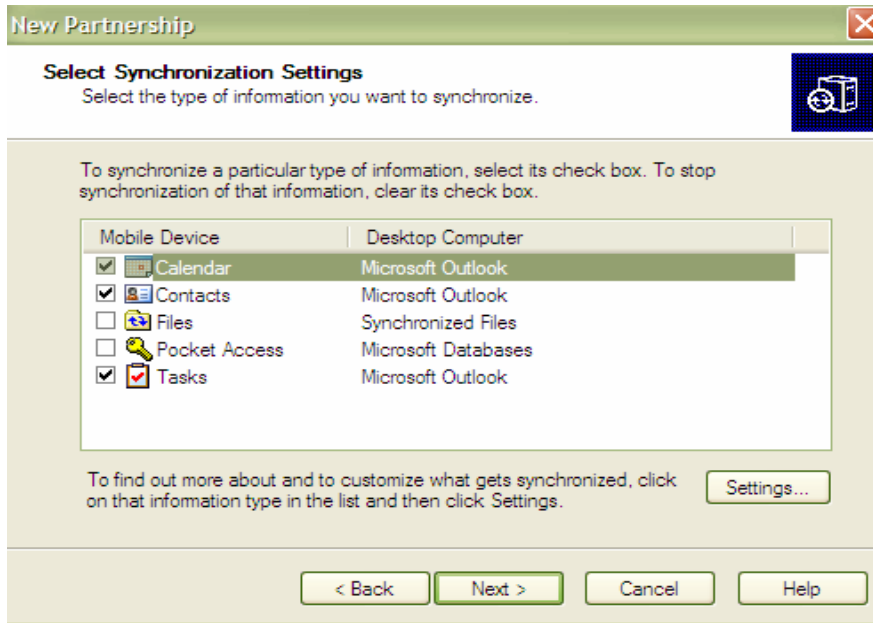 New Partnership
Select Synchronization Settings
Select the type of information you want to synchronize.
To synchronize a particular type of information, select its check box. To stop
synchronization of that information, clear its check box.
Mobile Device Desktop Computer
Calendar Microsoft Outlook
Contacts Microsoft Outlook
Files Synchronized Files
Pocket Access Microsoft Databases
Tasks Microsoft Outlook
To find out more about and to customize what gets synchronized, click
on that information type in the list and then click Settings.
Settings...
< Back Next > Cancel Help